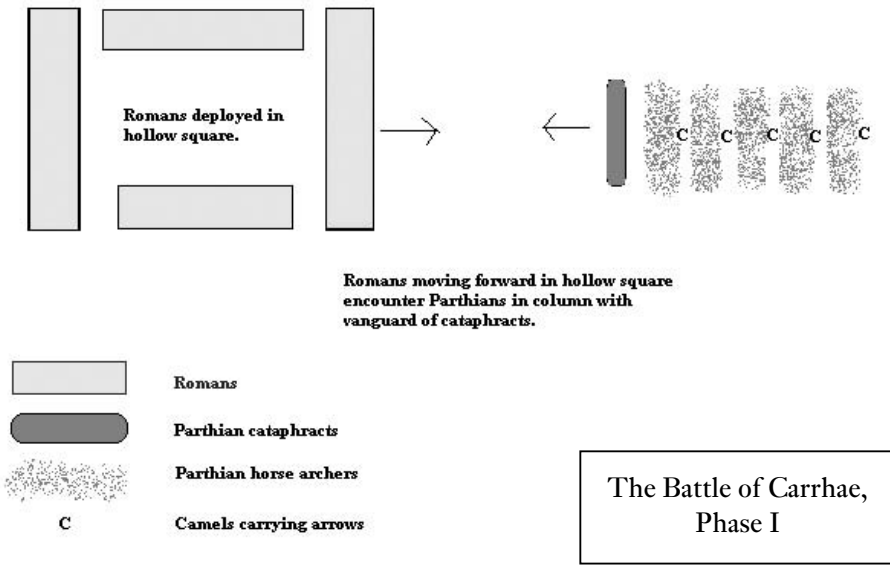 Romans deployed in
hollow square.
C
C
C
C
C
Romans moving forward in hollow square
encounter Parthians in column with
vanguard of cataphracts.
Romans
Parthian cataphracts
Parthian horse archers
C
Camels carrying arrows
The Battle of Carrhae,
Phase I